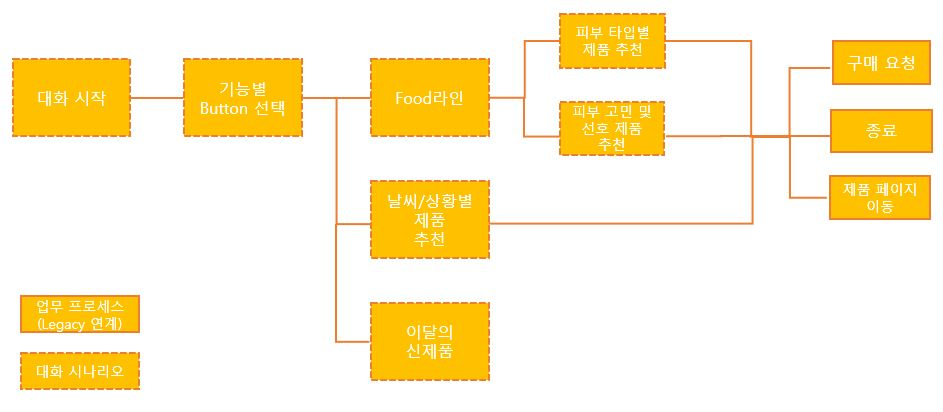 대화 시작
기능별
Button 선택
Food라인
피부 타입별
제품 추천
피부 고민 및
선호 제품
추천
날씨/상황별
제품
추천
이달의
신제품
구매 요청
종료
제품 페이지
이동
업무 프로세스
(Legacy 연계)
대화 시나리오